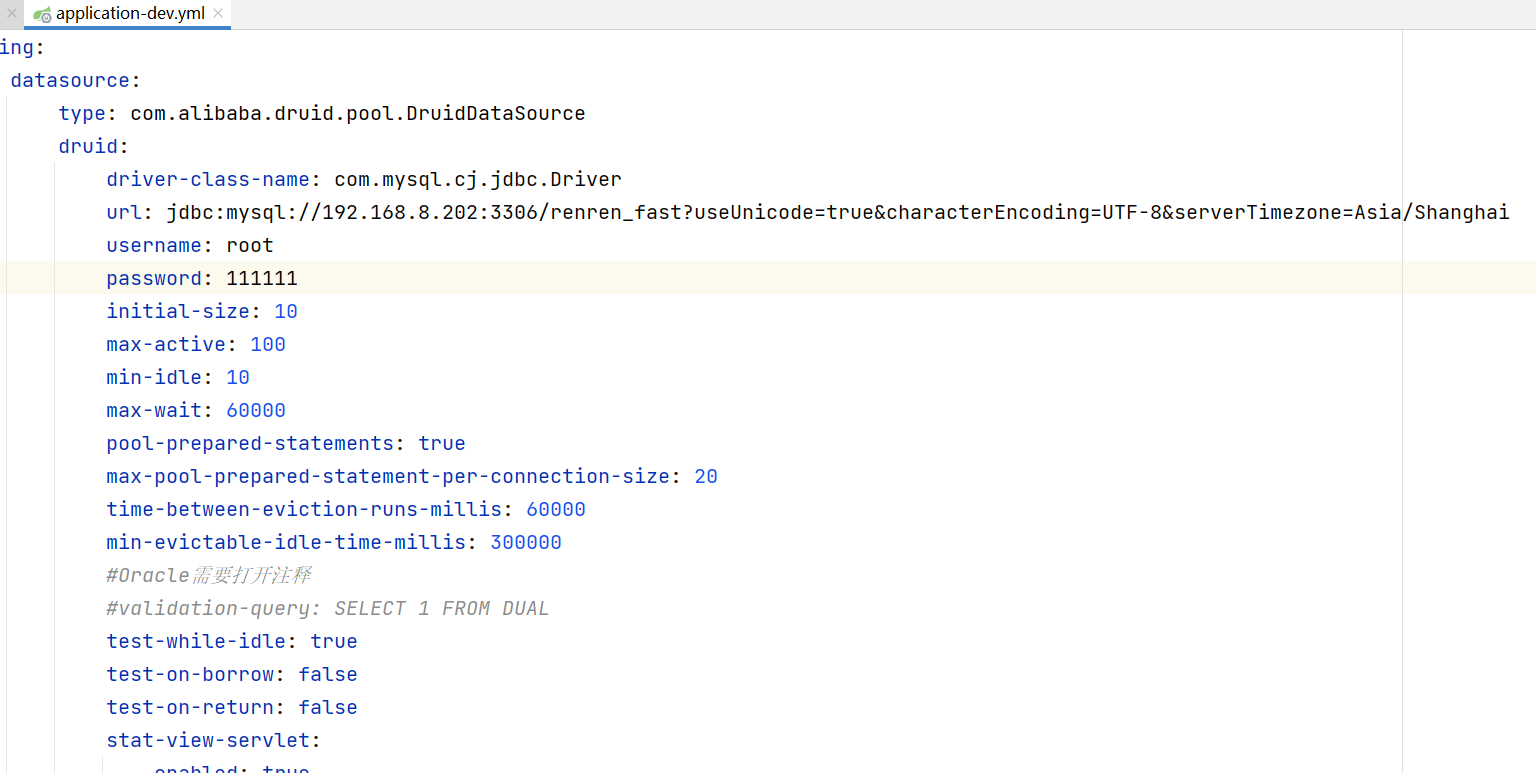 application-dev.yml
ing:
datasource:
type: com.alibaba.druid.pool.DruidDataSource
druid:
driver-class-name: com.mysql.cj.jdbc.Driver
url: jdbc:mysql://192.168.8.202:3306/renren_fast?useUnicode=true&characterEncoding=UTF-8&serverTimezone=Asia/Shanghai
username: root
password: 111111
initial-size: 10
max-active: 100
min-idle: 10
max-wait: 60000
pool-prepared-statements: true
max-pool-prepared-statement-per-connection-size: 20
time-between-eviction-runs-millis: 60000
min-evictable-idle-time-millis: 300000
#Oracle需要打开注释
#validation-query: SELECT 1 FROM DUAL
test-while-idle: true
test-on-borrow: false
test-on-return: false
stat-view-servlet:
enabled: true